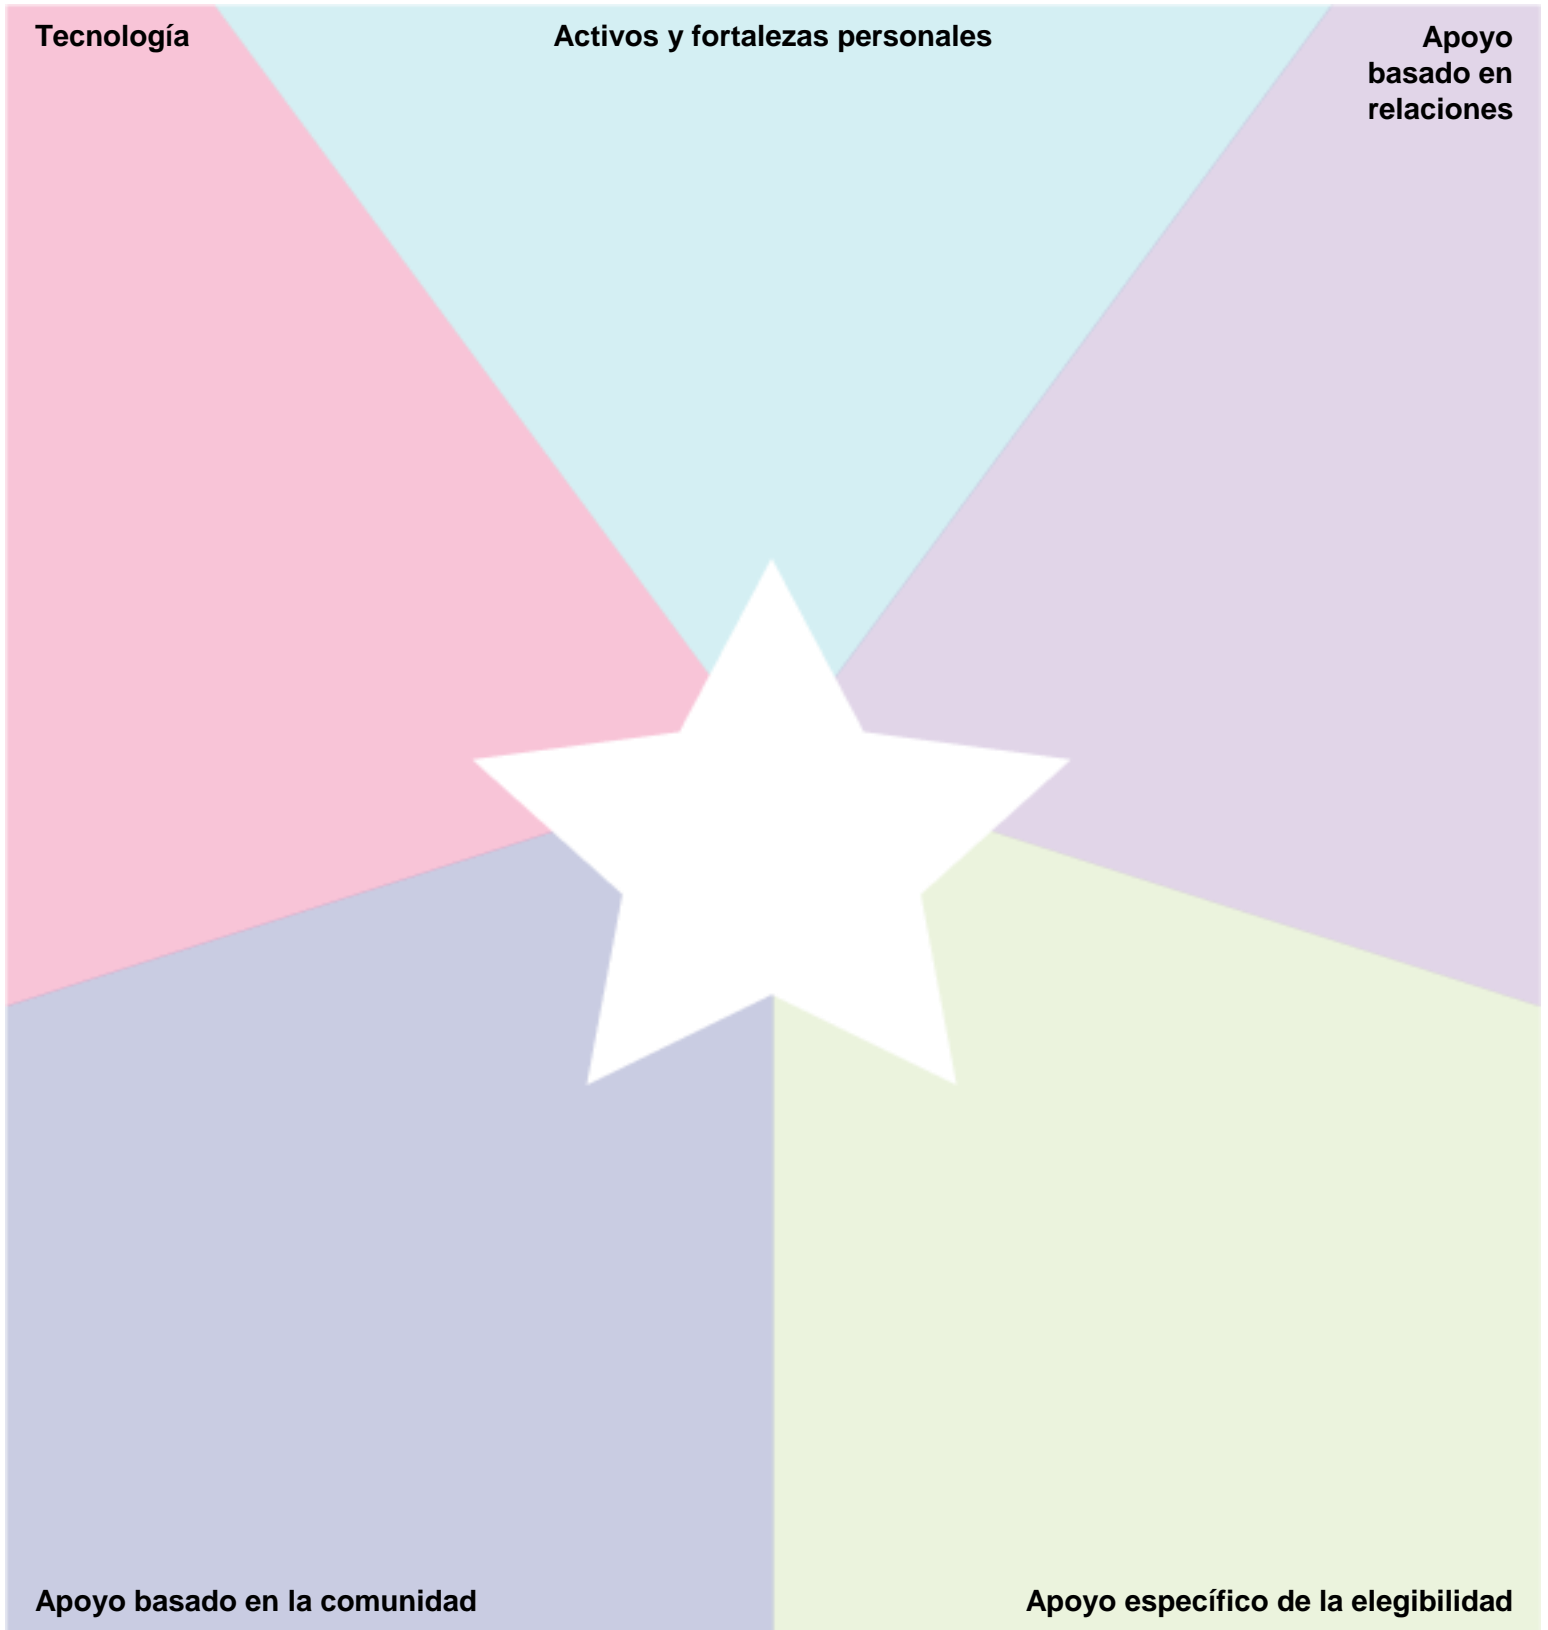 Tecnología
Activos y fortalezas personales
Apoyo
basado en
relaciones
Apoyo basado en la comunidad
Apoyo específico de la elegibilidad